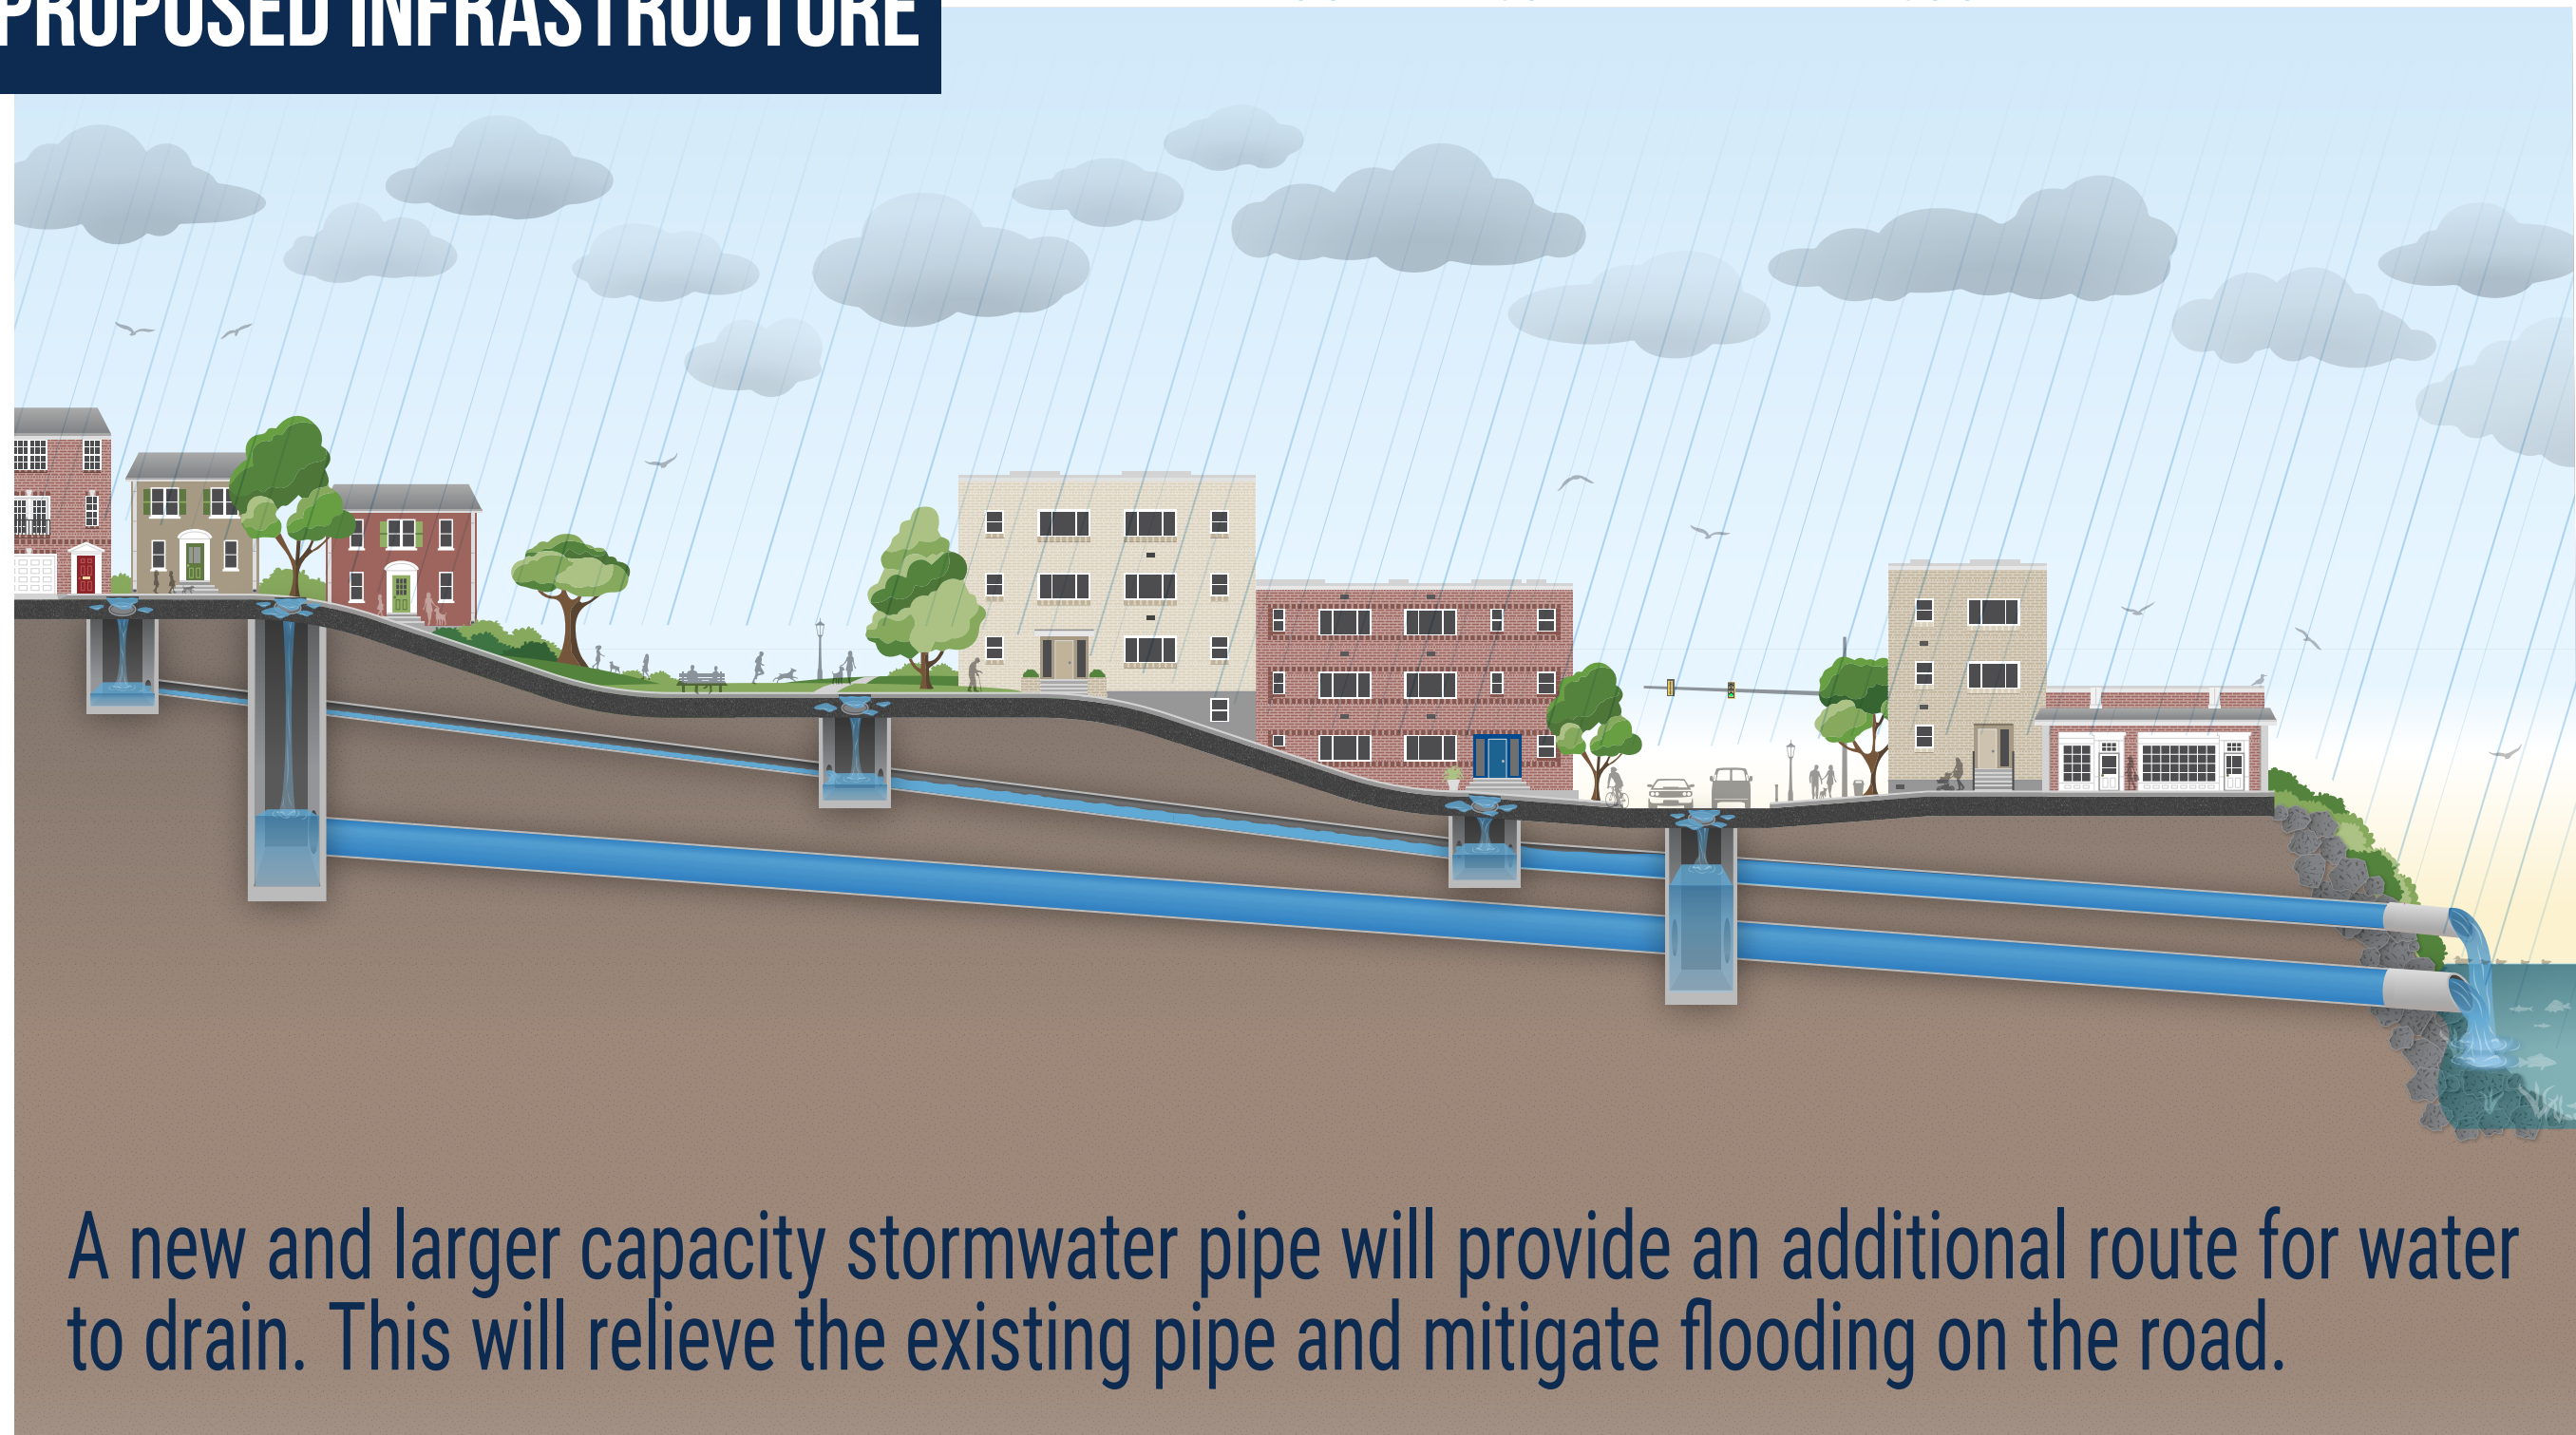 PROPOSED INFRASTRUCTURE
A new and larger capacity stormwater pipe will provide an additional route for water
to drain. This will relieve the existing pipe and mitigate flooding on the road.